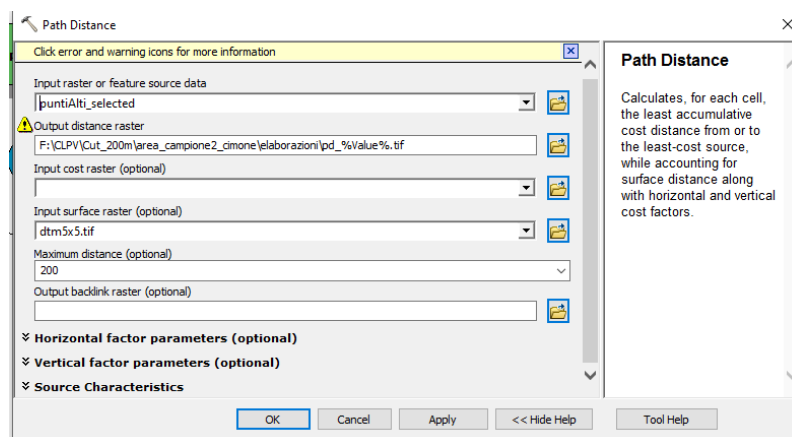 Path Distance
Click error and warning icons for more information
Input raster or feature source data
puntiAlti_selected
Output distance raster
F:\CLPV\Cut_200m\area_campione2_cimone\elaborazioni\pd_%Value%.tif
Input cost raster (optional)
Input surface raster (optional)
dtm5x5.tif
Maximum distance (optional)
200
Output backlink raster (optional)
Horizontal factor parameters (optional)
Vertical factor parameters (optional)
Source Characteristics
OK
Cancel
Apply
<< Hide Help
Path Distance
Calculates, for each cell,
the least accumulative
cost distance from or to
the least-cost source,
while accounting for
surface distance along
with horizontal and vertical
cost factors.
Tool Help